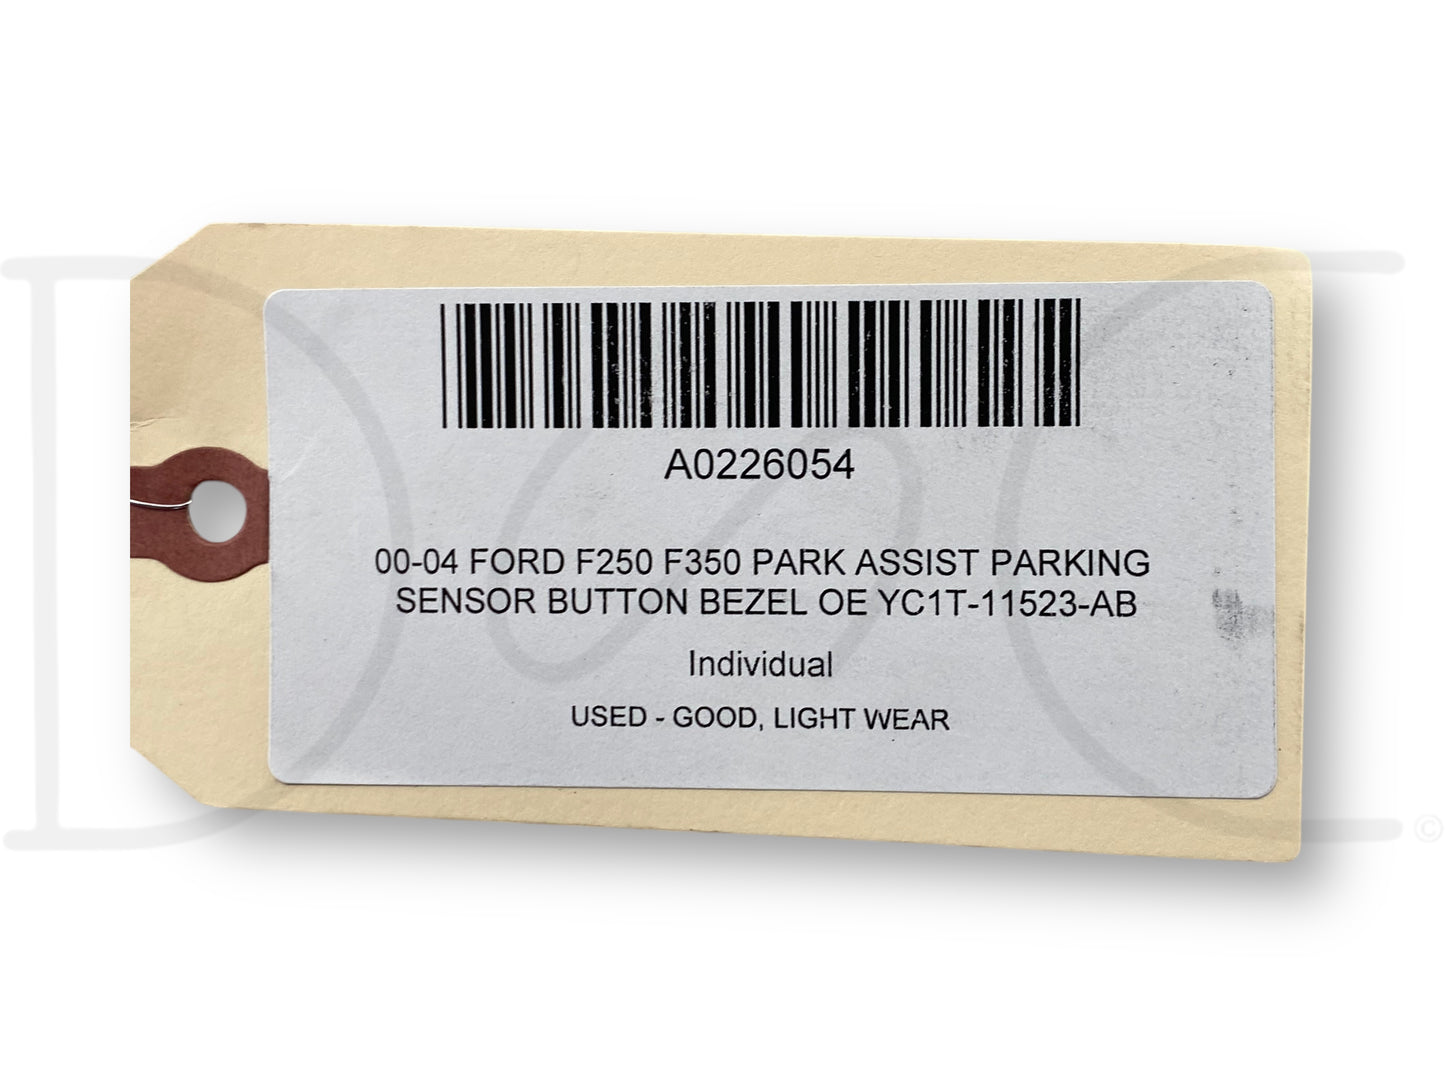 A0226054
00-04 FORD F250 F350 PARK ASSIST PARKING
SENSOR BUTTON BEZEL OE YC1T-11523-AB
Individual
USED - GOOD, LIGHT WEAR
©